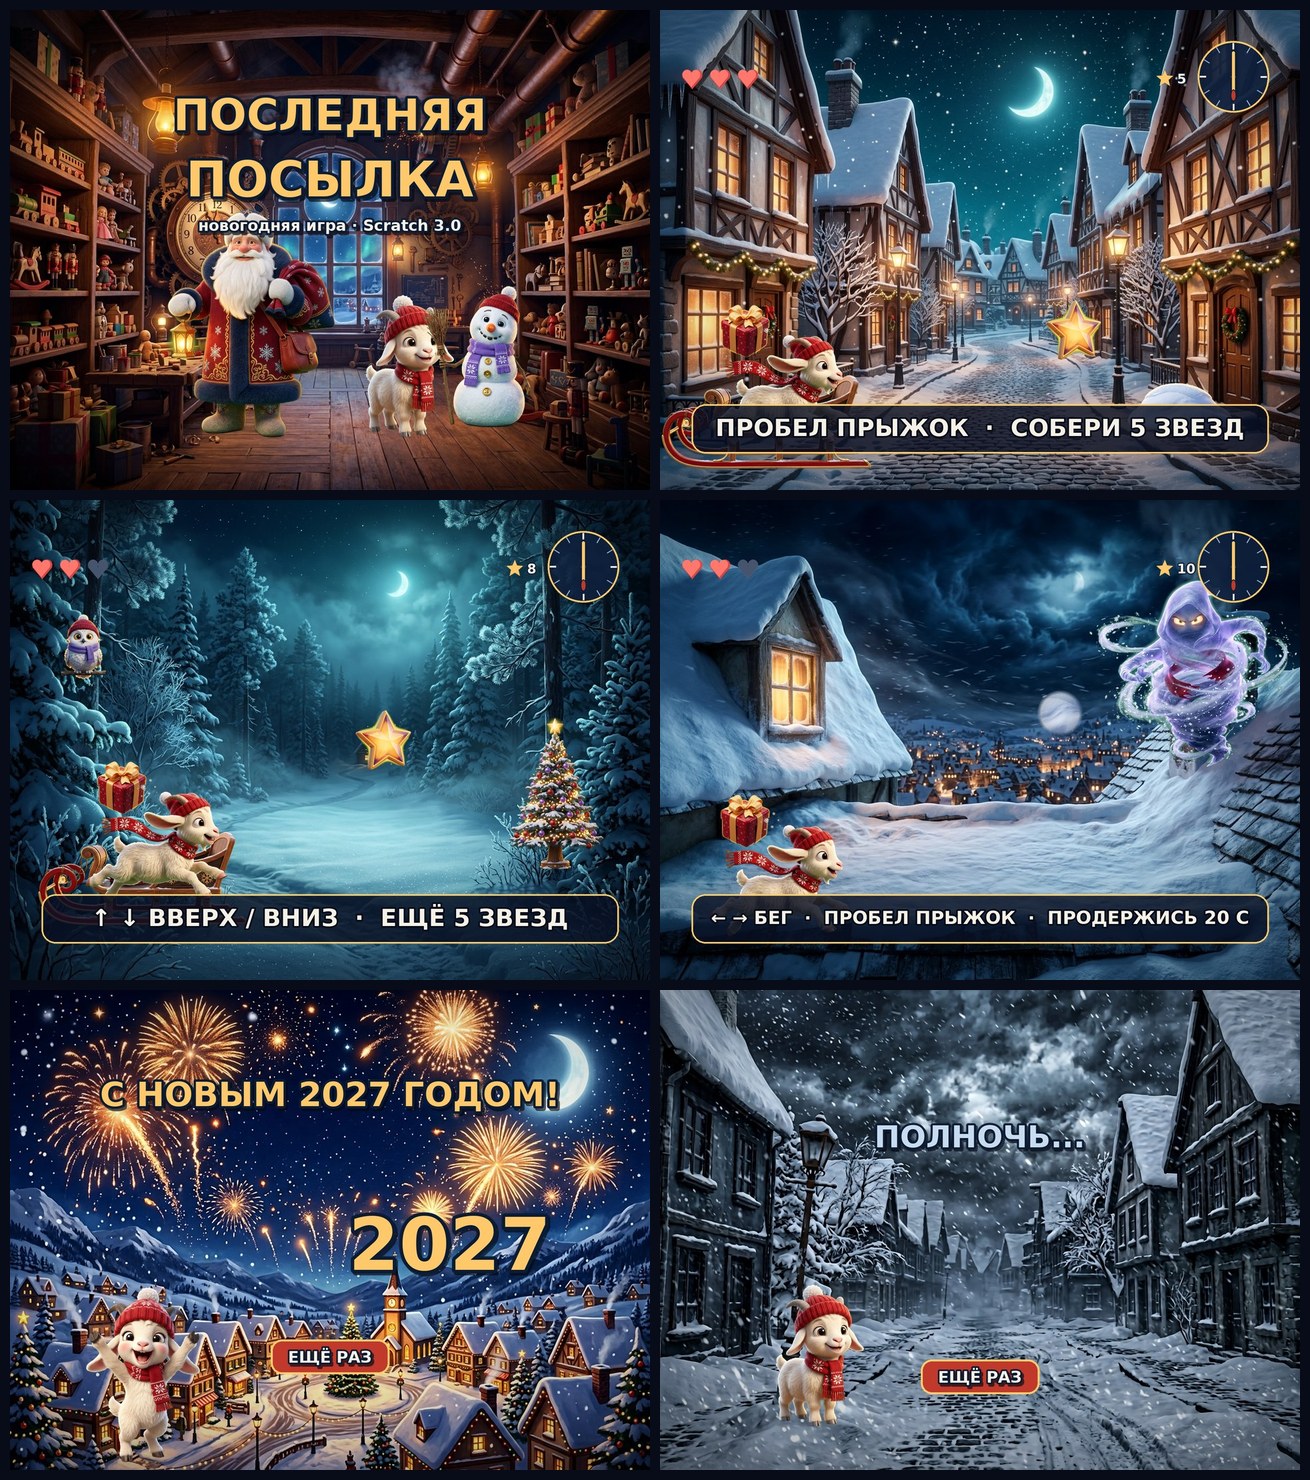 ПОСЛЕДНЯЯ
ПОСЫЛКА
новогодняя игра · Scratch 3.0
5
ПРОБЕЛ ПРЫЖОК · СОБЕРИ 5 ЗВЕЗД
8
↑ ↓ ВВЕРХ / ВНИЗ · ЕЩЁ 5 ЗВЕЗД
10
← → БЕГ · ПРОБЕЛ ПРЫЖОК · ПРОДЕРЖИСЬ 20 С
С НОВЫМ 2027 ГОДОМ!
2027
ЕЩЁ РАЗ
ПОЛНОЧЬ...
ЕЩЁ РАЗ